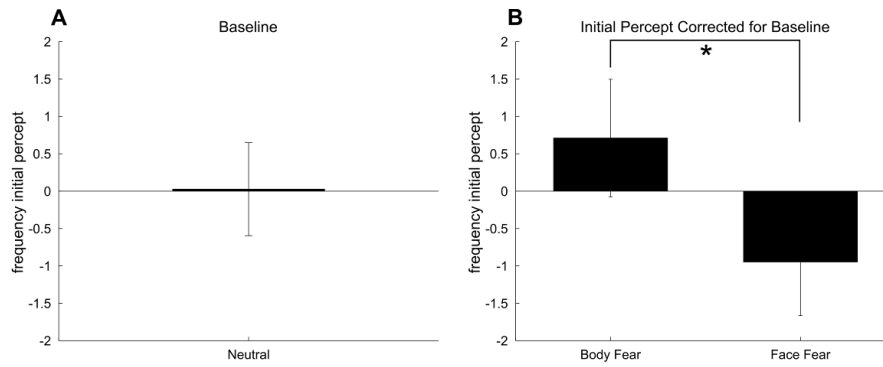 A
Baseline
2
1.5
1
0.5
0
-0.5
-1
-1.5
-2
frequency initial percept
Neutral
B
Initial Percept Corrected for Baseline
2
1.5
1
0.5
0
-0.5
-1
-1.5
-2
frequency initial percept
*
Body Fear
Face Fear